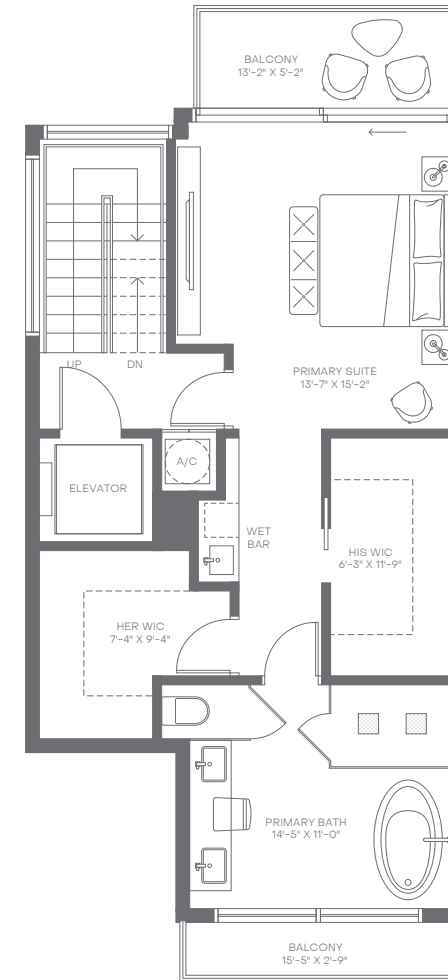 BALCONY
13'-2" X 5'-2"
UP
DN
PRIMARY SUITE
13'-7" X 15'-2"
A/C
ELEVATOR
WET
BAR
HIS WIC
6'-3" X 11'-9"
HER WIC
7'-4" X 9'-4"
PRIMARY BATH
14'-5" X 11'-0"
BALCONY
15'-5" X 2'-9"